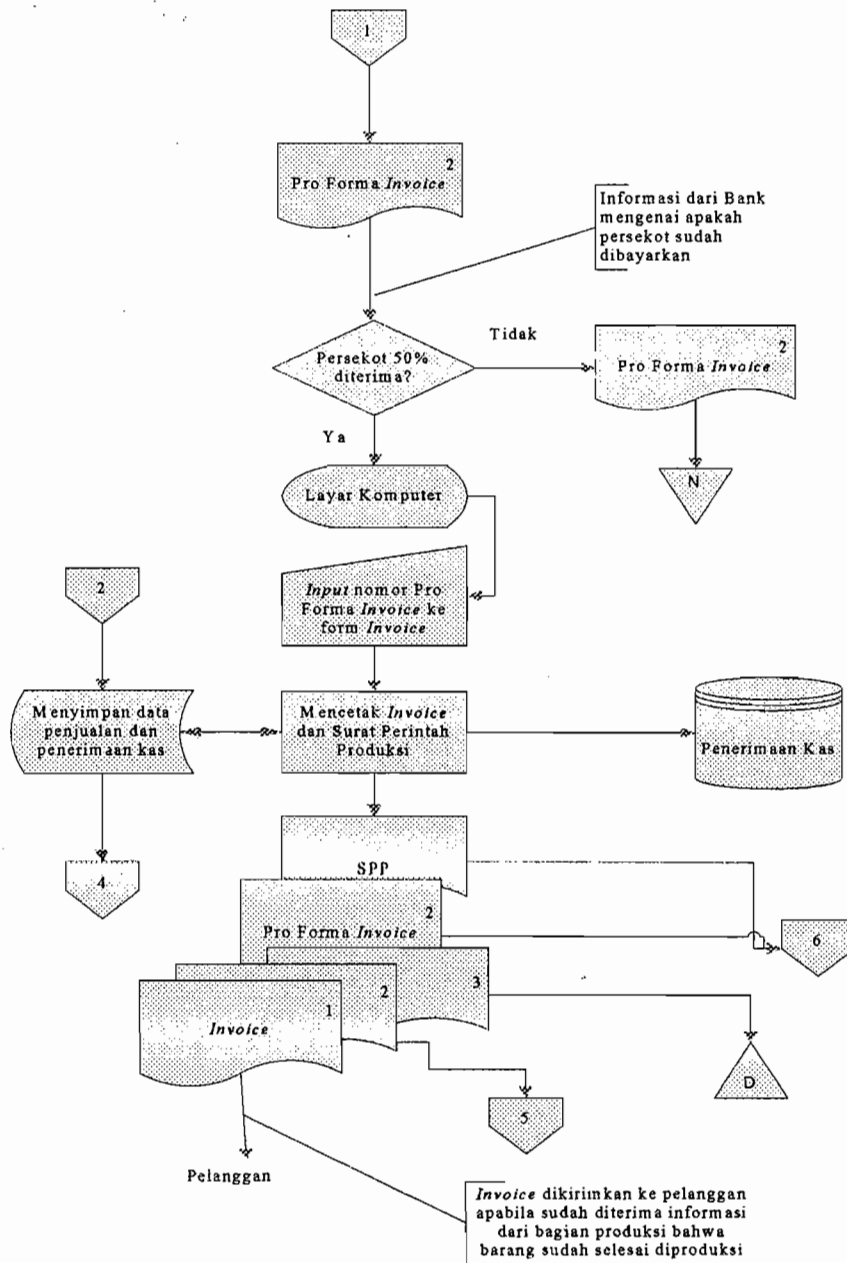 1
2
Pro Forma Invoice
Informasi dari Bank
mengenai apakah
persekot sudah
dibayarkan
Persekot 50%
diterima?
Tidak
2
Pro Forma Invoice
Ya
N
Layar Komputer
2
Input nomor Pro
Forma Invoice ke
form Invoice
Menyimpan data
penjualan dan
penerimaan kas
Mencetak Invoice
dan Surat Perintah
Produksi
Penerimaan Kas
4
SPP
2
Pro Forma Invoice
6
3
2
1
Invoice
D
5
Pelanggan
Invoice dikirimkan ke pelanggan
apabila sudah diterima informasi
dari bagian produksi bahwa
barang sudah selesai diproduksi